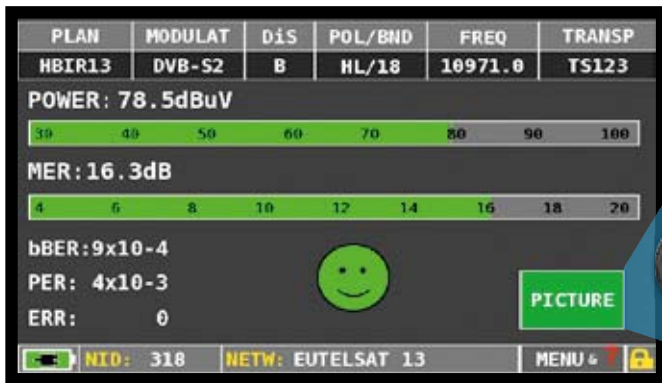 PLAN MODULAT DiS POL/BND FREQ TRANSP
HBIR13 DVB-S2 B HL/18 10971.0 TS123
POWER: 78.5dBuV
30 40 50 60 70 80 90 100
MER:16.3dB
4 6 8 10 12 14 16 18 20
bBER:9x10-4
PER: 4x10-3
PICTURE
ERR: 0
NID: 318 NETW: EUTELSAT 13 MENU & ?